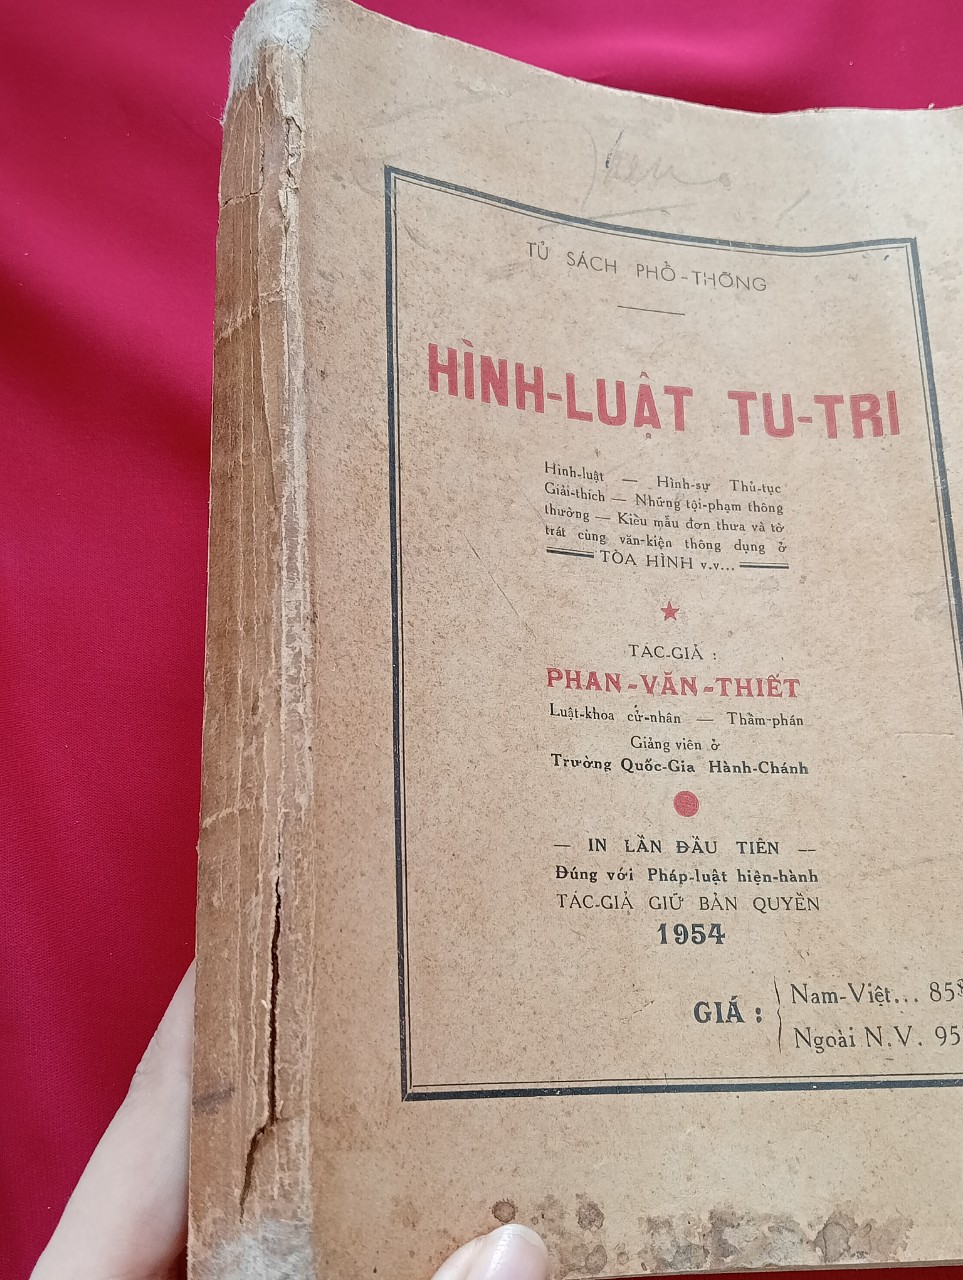 TỦ SÁCH PHỔ-THÔNG
HÌNH-LUẬT TU-TRI
Hình-luật — Hình-sự Thủ-tục
Giải-thích — Những tội-phạm thông
thường — Kiểu mẫu đơn thưa và tờ
trát cùng văn-kiện thông dụng ở
TÒA HÌNH v.v...
TÁC-GIẢ :
PHAN-VĂN-THIẾT
Luật-khoa cử-nhân — Thẩm-phán
Giảng viên ở
Trường Quốc-Gia Hành-Chánh
— IN LẦN ĐẦU TIÊN —
Đúng với Pháp-luật hiện-hành
TÁC-GIẢ GIỮ BẢN QUYỀN
1954
GIÁ : Nam-Việt... 85$
Ngoài N.V. 95